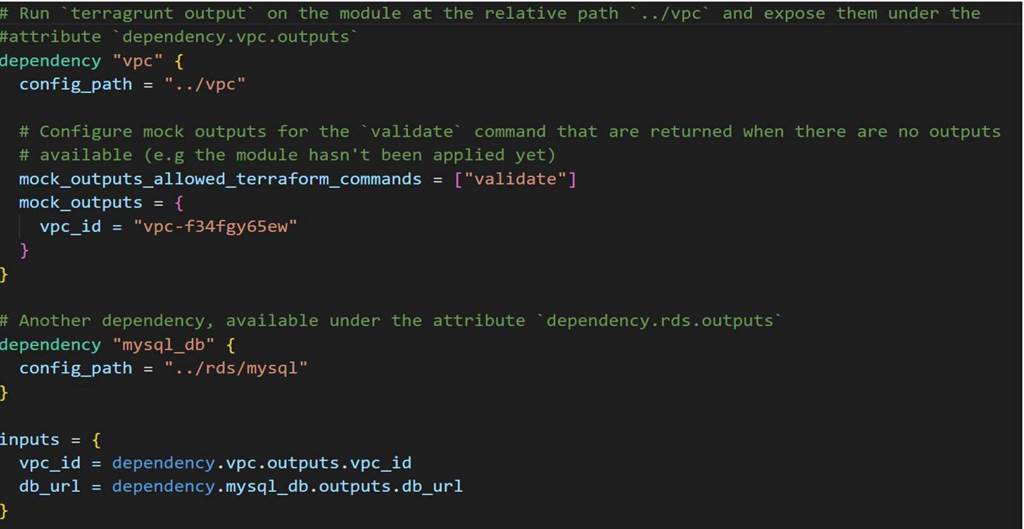 # Run `terragrunt output` on the module at the relative path `../vpc` and expose them under the
#attribute `dependency.vpc.outputs`
dependency "vpc" {
  config_path = "../vpc"

  # Configure mock outputs for the `validate` command that are returned when there are no outputs
  # available (e.g the module hasn't been applied yet)
  mock_outputs_allowed_terraform_commands = ["validate"]
  mock_outputs = {
    vpc_id = "vpc-f34fgy65ew"
  }
}

# Another dependency, available under the attribute `dependency.rds.outputs`
dependency "mysql_db" {
  config_path = "../rds/mysql"
}

inputs = {
  vpc_id = dependency.vpc.outputs.vpc_id
  db_url = dependency.mysql_db.outputs.db_url
}